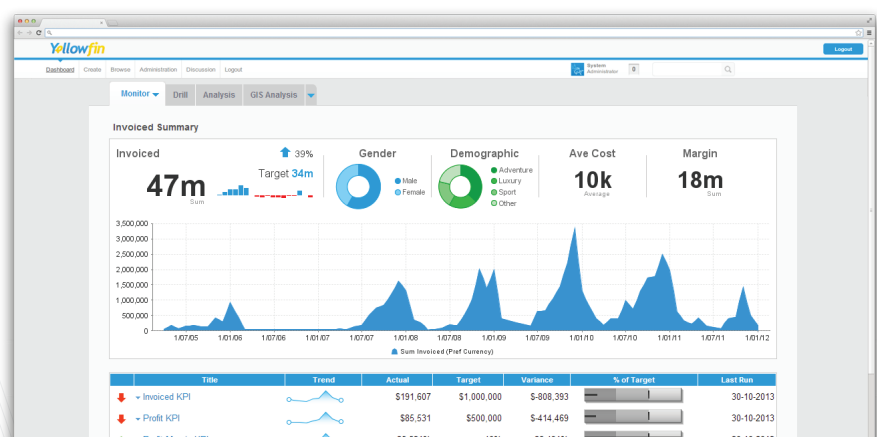 Yellowfin
Logout
Dashboard Create Browse Administration Discussion Logout
System
Administrator
0
Monitor Drill Analysis GIS Analysis
Invoiced Summary
Invoiced
39%
47m
Sum
Target 34m
Gender
Male
Female
Demographic
Adventure
Luxury
Sport
Other
Ave Cost
10k
Average
Margin
18m
Sum
3,500,000
3,000,000
2,500,000
2,000,000
1,500,000
1,000,000
500,000
0
1/07/05 1/01/06 1/07/06 1/01/07 1/07/07 1/01/08 1/07/08 1/01/09 1/07/09 1/01/10 1/07/10 1/01/11 1/07/11 1/01/12
Sum Invoiced (Pref Currency)
Title Trend Actual Target Variance % of Target Last Run
Invoiced KPI $191,607 $1,000,000 $-808,393 30-10-2013
Profit KPI $85,531 $500,000 $-414,469 30-10-2013